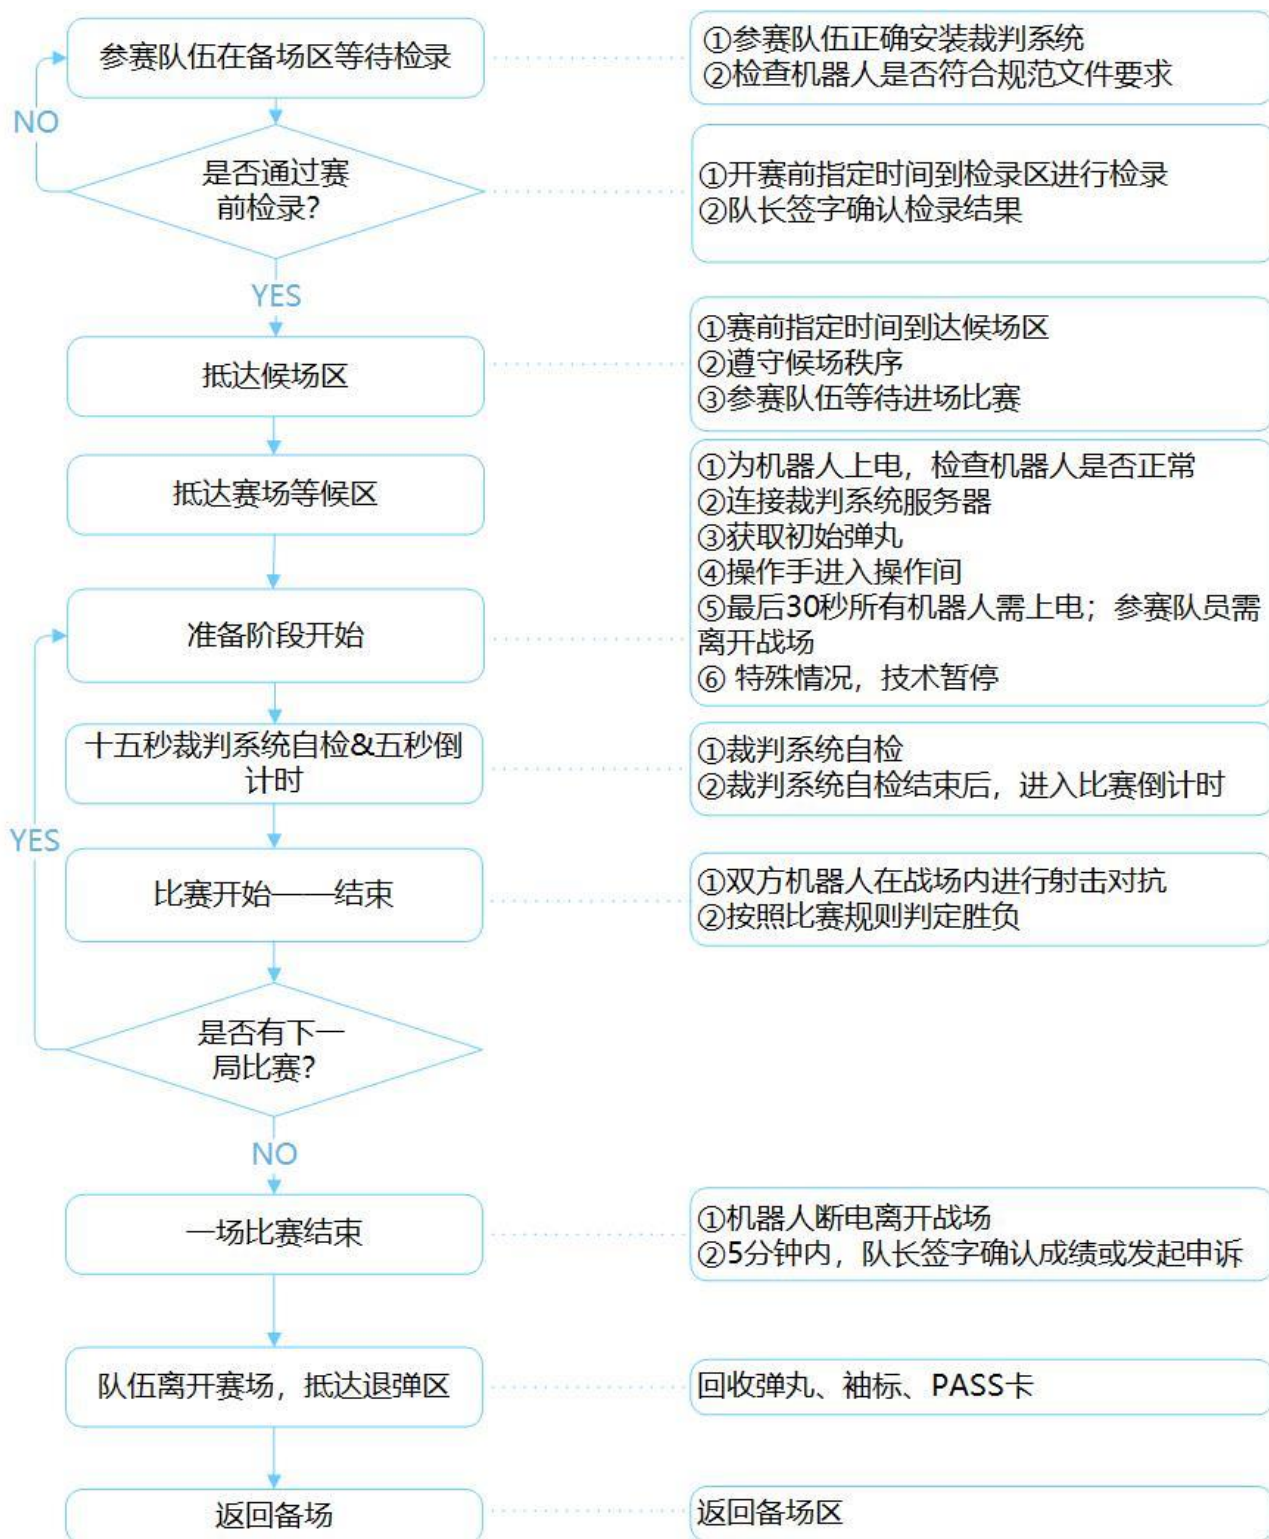 参赛队伍在备场区等待检录
①参赛队伍正确安装裁判系统
②检查机器人是否符合规范文件要求
NO
是否通过赛
前检录？
①开赛前指定时间到检录区进行检录
②队长签字确认检录结果
YES
抵达候场区
①赛前指定时间到达候场区
②遵守候场秩序
③参赛队伍等待进场比赛
抵达赛场等候区
准备阶段开始
①为机器人上电，检查机器人是否正常
②连接裁判系统服务器
③获取初始弹丸
④操作手进入操作间
⑤最后30秒所有机器人需上电；参赛队员需
离开战场
⑥ 特殊情况，技术暂停
十五秒裁判系统自检&五秒倒
计时
①裁判系统自检
②裁判系统自检结束后，进入比赛倒计时
YES
比赛开始——结束
①双方机器人在战场内进行射击对抗
②按照比赛规则判定胜负
是否有下一
局比赛？
NO
一场比赛结束
①机器人断电离开战场
②5分钟内，队长签字确认成绩或发起申诉
队伍离开赛场，抵达退弹区
回收弹丸、袖标、PASS卡
返回备场
返回备场区